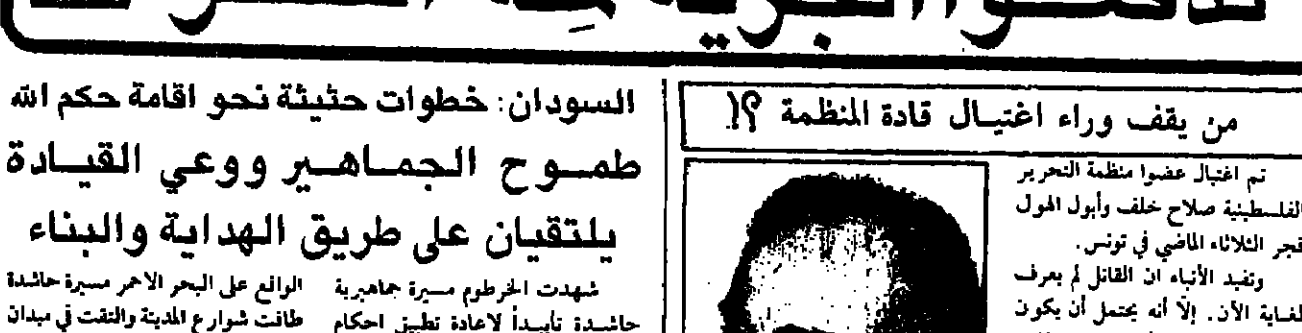 من يقف وراء اغتيال قادة المنظمة ؟!
تم اغتيال عضوا منظمة التحرير
الفلسطينية صلاح خلف وأبول الهول
فجر الثلاثاء الماضي في تونس.
وتفيد الأنباء ان القاتل لم يعرف
لغاية الآن. إلّا أنه يحتمل أن يكون
السودان: خطوات حثيثة نحو اقامة حكم الله
طموح الجماهير ووعي القيادة
يلتقيان على طريق الهداية والبناء
شهدت الخرطوم مسيرة جماهيرية
حاشدة تأييداً لاعادة تطبيق احكام
الواقع على البحر الاحمر مسيرة حاشدة
طافت شوارع المدينة والتقت في ميدان